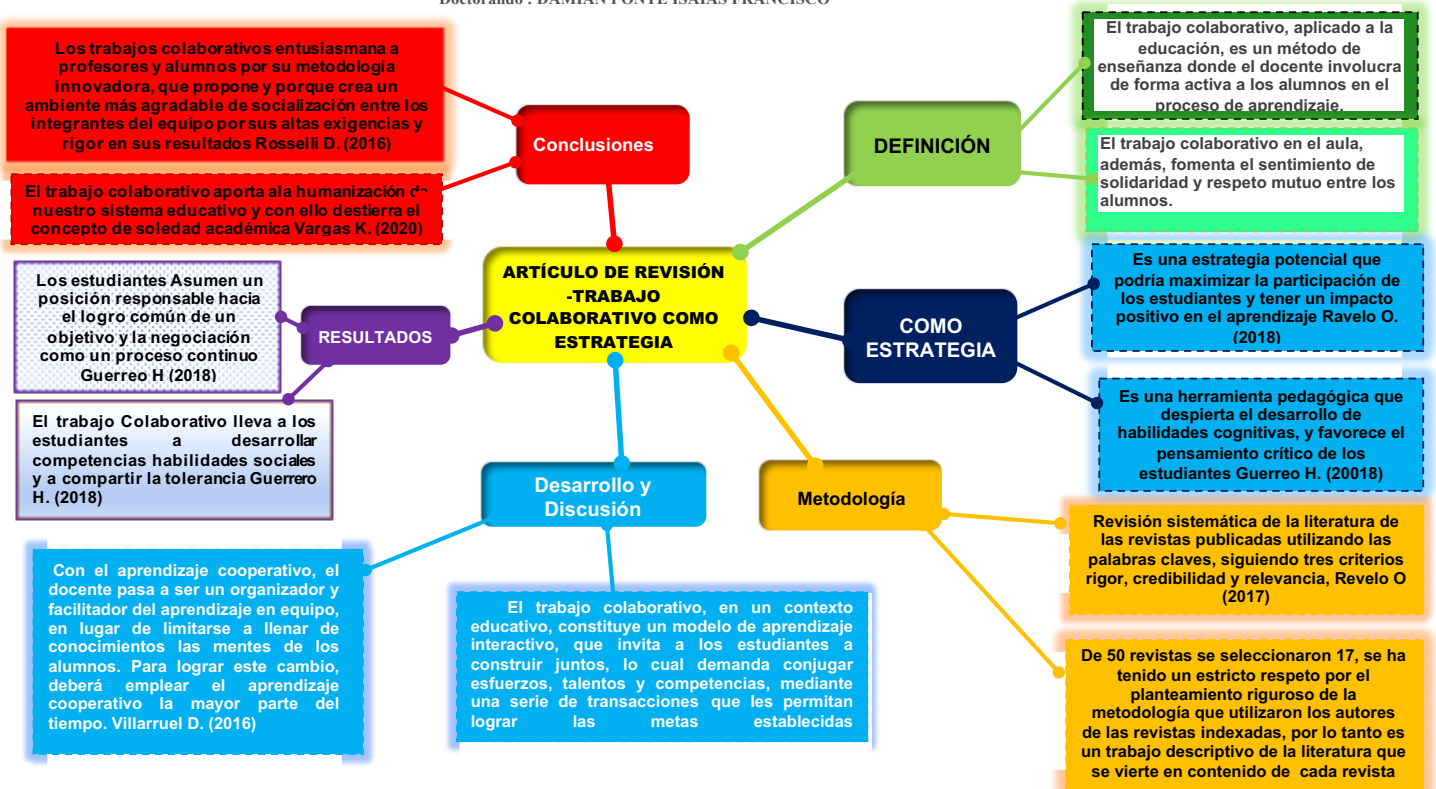 Doctorando : DAMIAN PONTE ISAIAS FRANCISCO
Los trabajos colaborativos entusiasmana a
profesores y alumnos por su metodología
innovadora, que propone y porque crea un
ambiente más agradable de socialización entre los
integrantes del equipo por sus altas exigencias y
rigor en sus resultados Rosselli D. (2016)
El trabajo colaborativo aporta ala humanización de
nuestro sistema educativo y con ello destierra el
concepto de soledad académica Vargas K. (2020)
Conclusiones
DEFINICIÓN
El trabajo colaborativo, aplicado a la
educación, es un método de
enseñanza donde el docente involucra
de forma activa a los alumnos en el
proceso de aprendizaje.
El trabajo colaborativo en el aula,
además, fomenta el sentimiento de
solidaridad y respeto mutuo entre los
alumnos.
ARTÍCULO DE REVISIÓN
-TRABAJO
COLABORATIVO COMO
ESTRATEGIA
Los estudiantes Asumen un
posición responsable hacia
el logro común de un
objetivo y la negociación
como un proceso continuo
Guerreo H (2018)
RESULTADOS
El trabajo Colaborativo lleva a los
estudiantes a desarrollar
competencias habilidades sociales
y a compartir la tolerancia Guerrero
H. (2018)
COMO
ESTRATEGIA
Es una estrategia potencial que
podría maximizar la participación de
los estudiantes y tener un impacto
positivo en el aprendizaje Ravelo O.
(2018)
Es una herramienta pedagógica que
despierta el desarrollo de
habilidades cognitivas, y favorece el
pensamiento crítico de los
estudiantes Guerreo H. (20018)
Desarrollo y
Discusión
Con el aprendizaje cooperativo, el
docente pasa a ser un organizador y
facilitador del aprendizaje en equipo,
en lugar de limitarse a llenar de
conocimientos las mentes de los
alumnos. Para lograr este cambio,
deberá emplear el aprendizaje
cooperativo la mayor parte del
tiempo. Villarruel D. (2016)
El trabajo colaborativo, en un contexto
educativo, constituye un modelo de aprendizaje
interactivo, que invita a los estudiantes a
construir juntos, lo cual demanda conjugar
esfuerzos, talentos y competencias, mediante
una serie de transacciones que les permitan
lograr las metas establecidas
Metodología
Revisión sistemática de la literatura de
las revistas publicadas utilizando las
palabras claves, siguiendo tres criterios
rigor, credibilidad y relevancia, Revelo O
(2017)
De 50 revistas se seleccionaron 17, se ha
tenido un estricto respeto por el
planteamiento riguroso de la
metodología que utilizaron los autores
de las revistas indexadas, por lo tanto es
un trabajo descriptivo de la literatura que
se vierte en contenido de cada revista